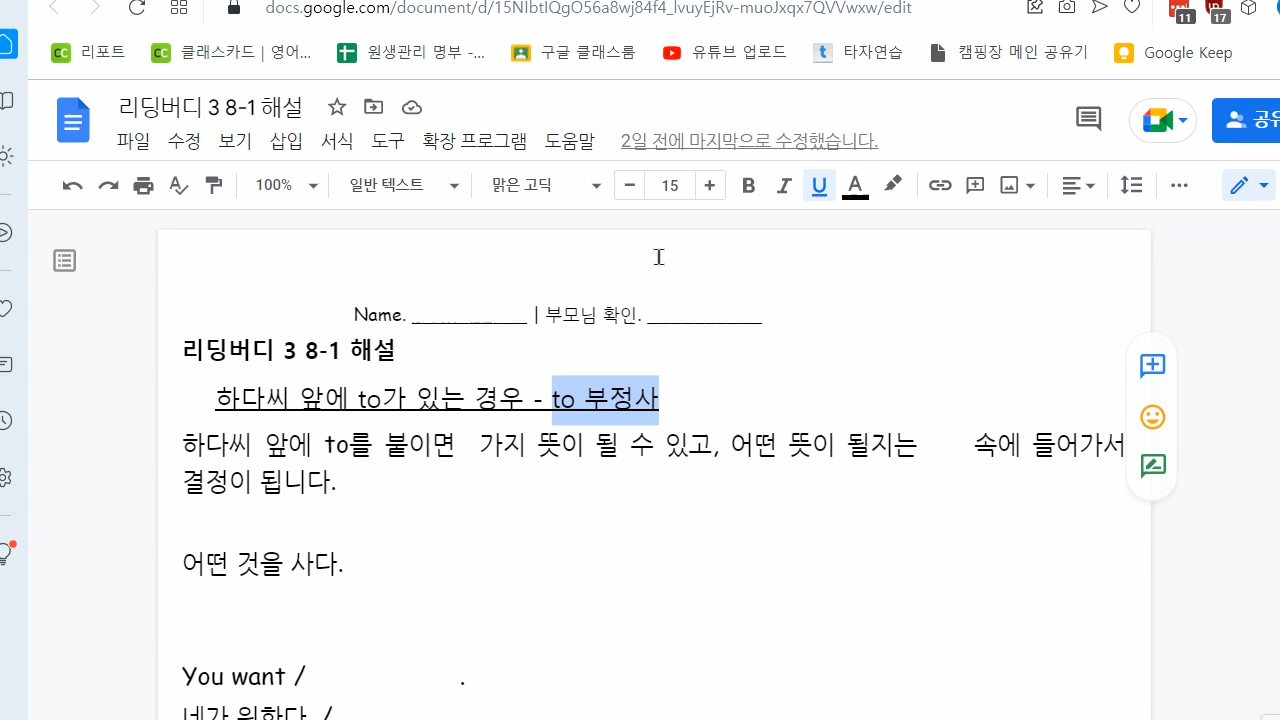 docs.google.com/document/d/15NIbtIQgO56a8wj84f4_lvuyEjRv-muoJxqx7QVVwxw/edit
11
17
리포트
클래스카드 | 영어...
원생관리 명부 -...
구글 클래스룸
유튜브 업로드
타자연습
캠핑장 메인 공유기
Google Keep
리딩버디 3 8-1 해설
파일 수정 보기 삽입 서식 도구 확장 프로그램 도움말 2일 전에 마지막으로 수정했습니다.
공유
100% 일반 텍스트 맑은 고딕 – 15 + B I U A
Name. ___________ | 부모님 확인. ___________
리딩버디 3 8-1 해설
하다씨 앞에 to가 있는 경우 - to 부정사
하다씨 앞에 to를 붙이면 가지 뜻이 될 수 있고, 어떤 뜻이 될지는 속에 들어가서
결정이 됩니다.
어떤 것을 사다.
You want / .
네가 원한다 /